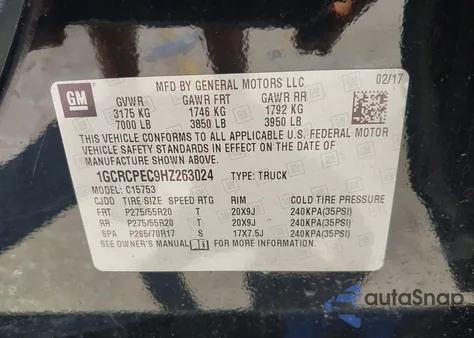 MFD BY GENERAL MOTORS LLC 02/17
GM
GVWR GAWR FRT GAWR RR
3175 KG 1746 KG 1792 KG
7000 LB 3850 LB 3950 LB
THIS VEHICLE CONFORMS TO ALL APPLICABLE U.S. FEDERAL MOTOR
VEHICLE SAFETY STANDARDS IN EFFECT ON THE DATE OF
MANUFACTURE SHOWN ABOVE.
1GCRCPEC9HZ263024 TYPE: TRUCK
MODEL: C15753
CJDD TIRE SIZE SPEED RTG RIM COLD TIRE PRESSURE
FRT P275/55R20 T 20X9J 240KPA(35PSI)
RR P275/55R20 T 20X9J 240KPA(35PSI)
SPA P265/70R17 S 17X7.5J 240KPA(35PSI)
SEE OWNER'S MANUAL FOR MORE INFORMATION.
autoSnap